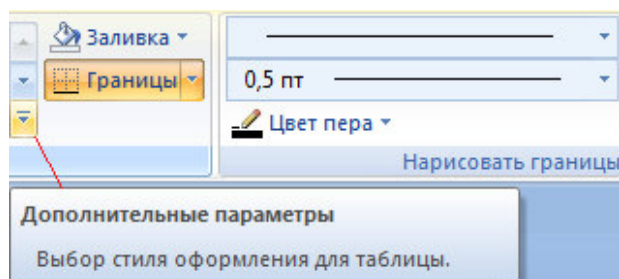 Заливка
Границы
0,5 пт
Цвет пера
Нарисовать границы
Дополнительные параметры
Выбор стиля оформления для таблицы.